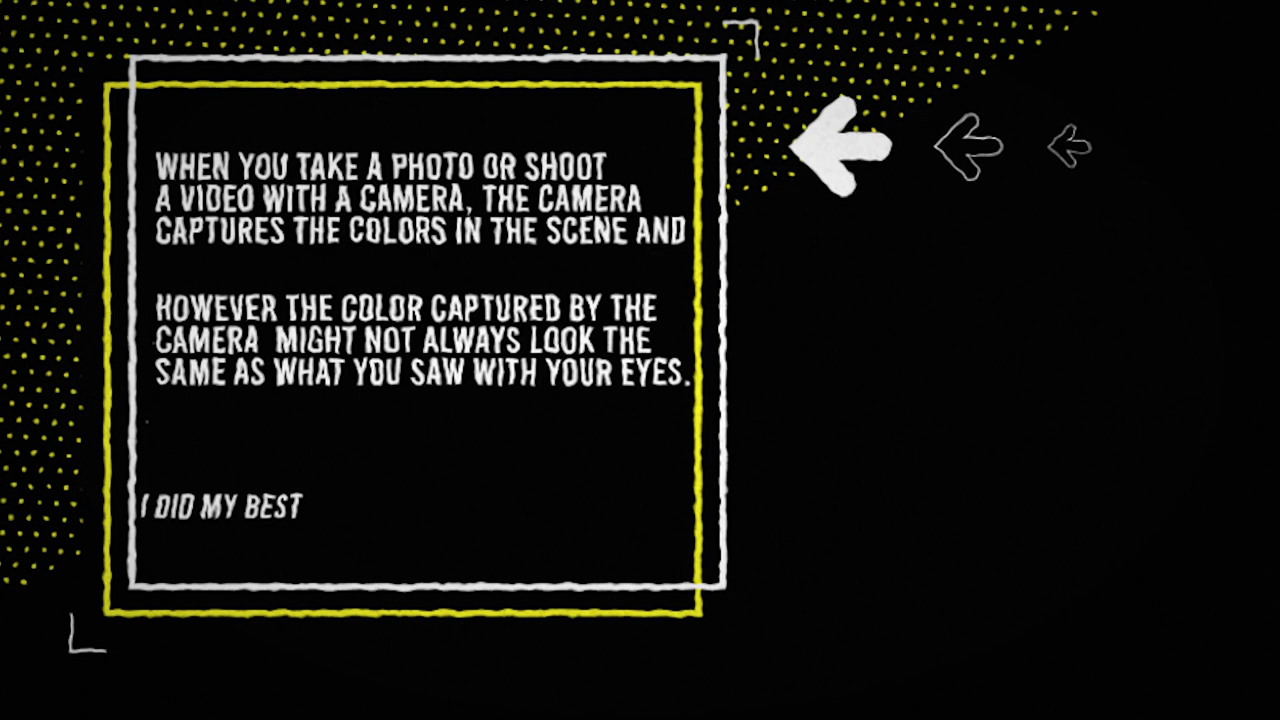 WHEN YOU TAKE A PHOTO OR SHOOT
A VIDEO WITH A CAMERA, THE CAMERA
CAPTURES THE COLORS IN THE SCENE AND
HOWEVER THE COLOR CAPTURED BY THE
CAMERA MIGHT NOT ALWAYS LOOK THE
SAME AS WHAT YOU SAW WITH YOUR EYES.
I DID MY BEST